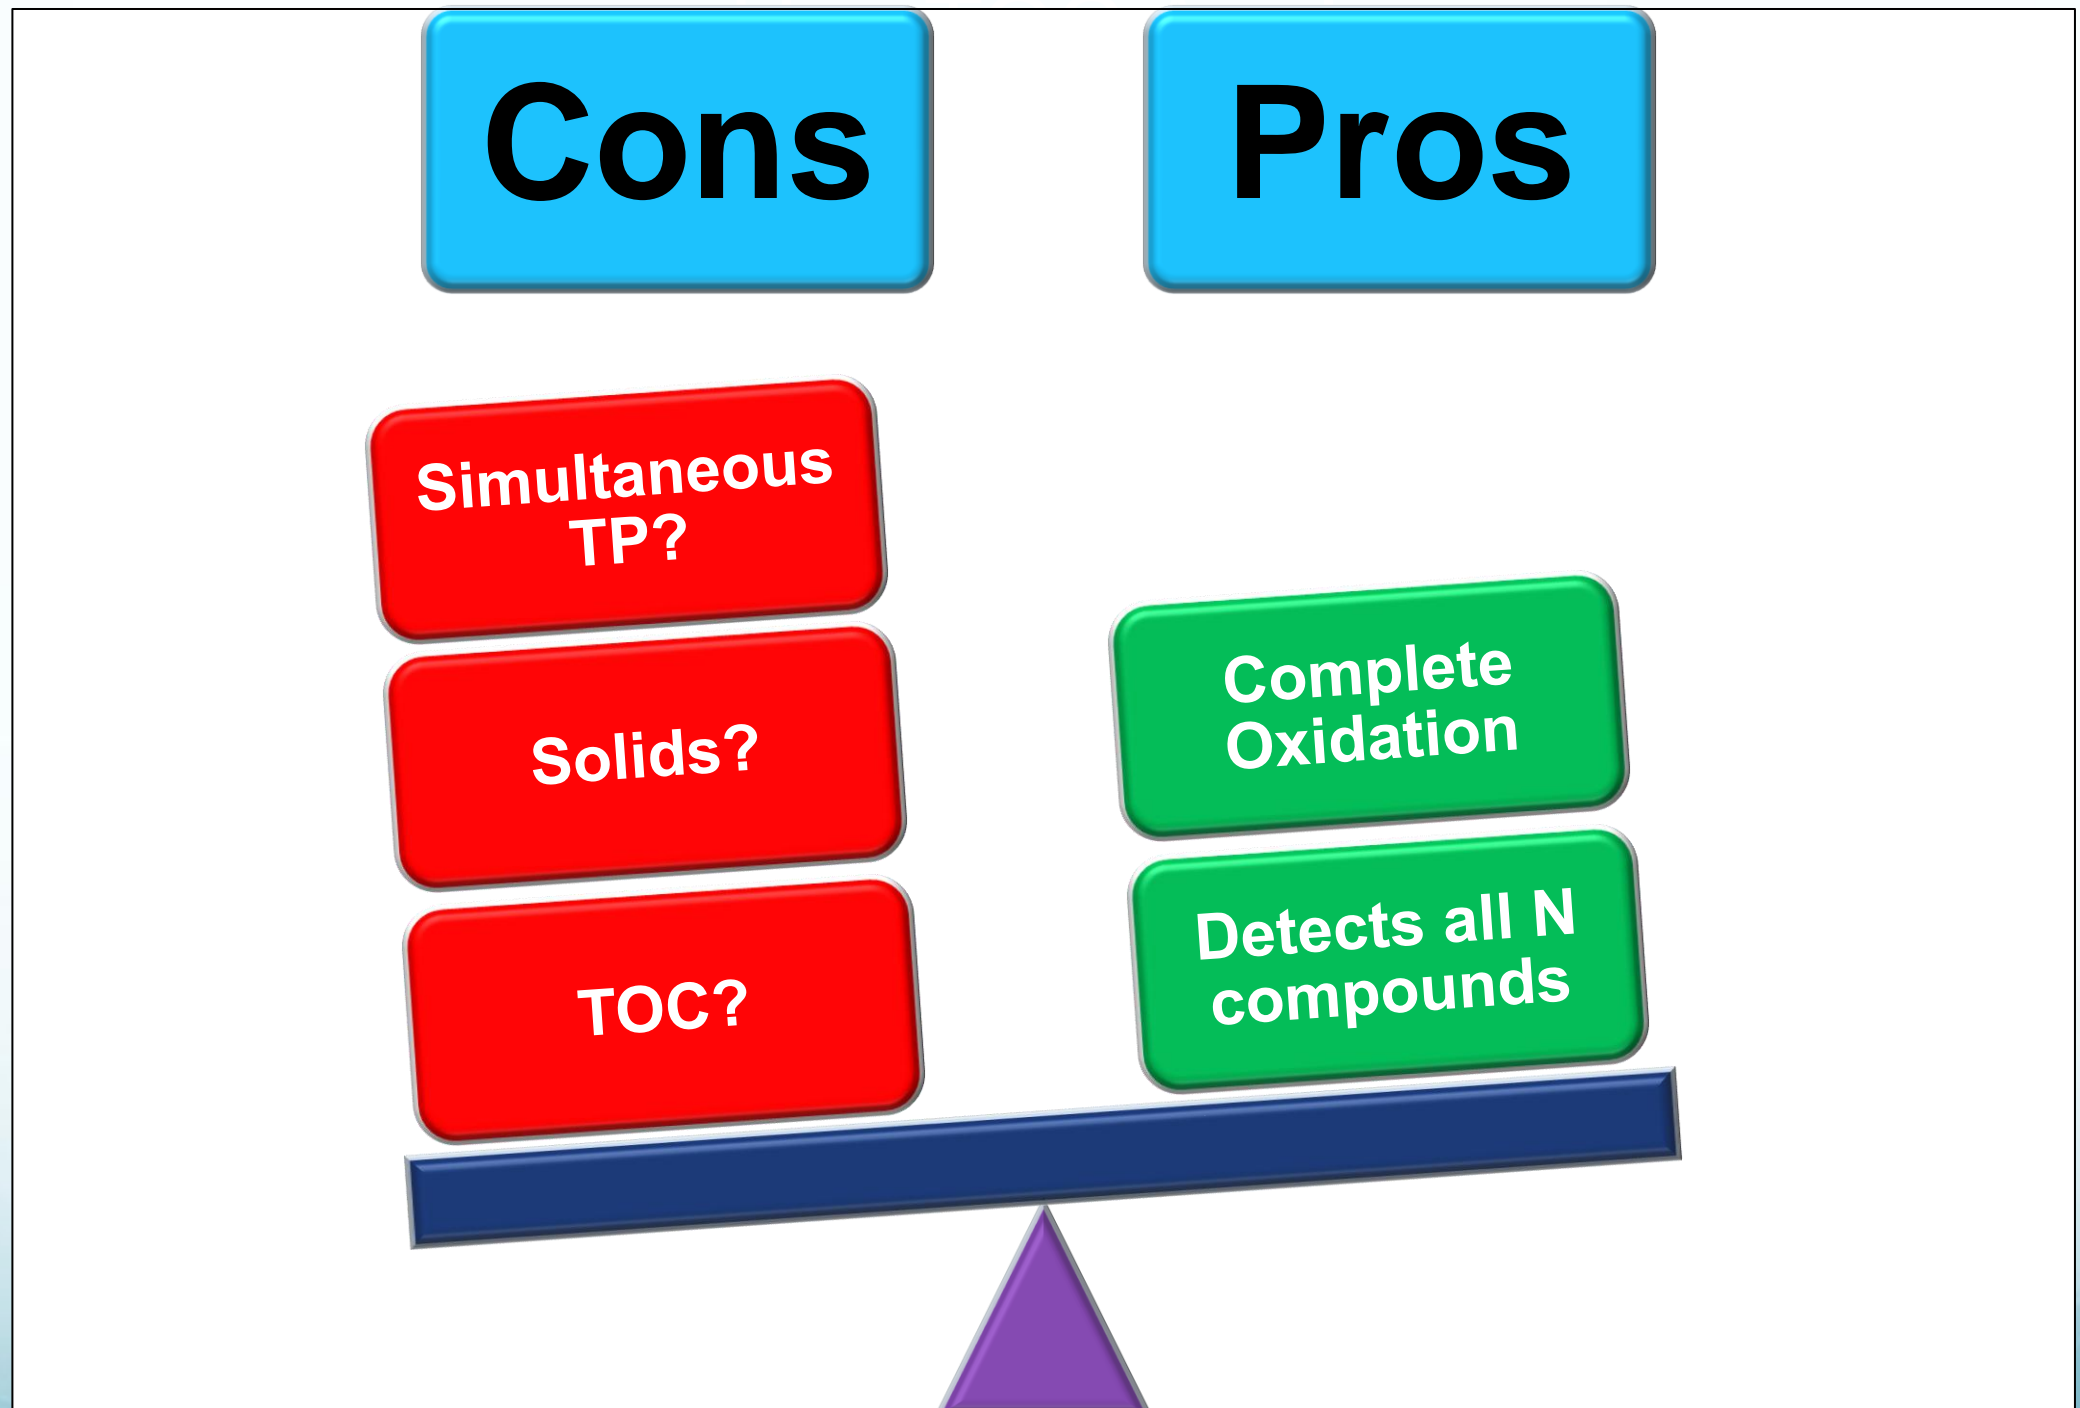 Cons
Pros
Simultaneous
TP?
Solids?
TOC?
Complete
Oxidation
Detects all N
compounds